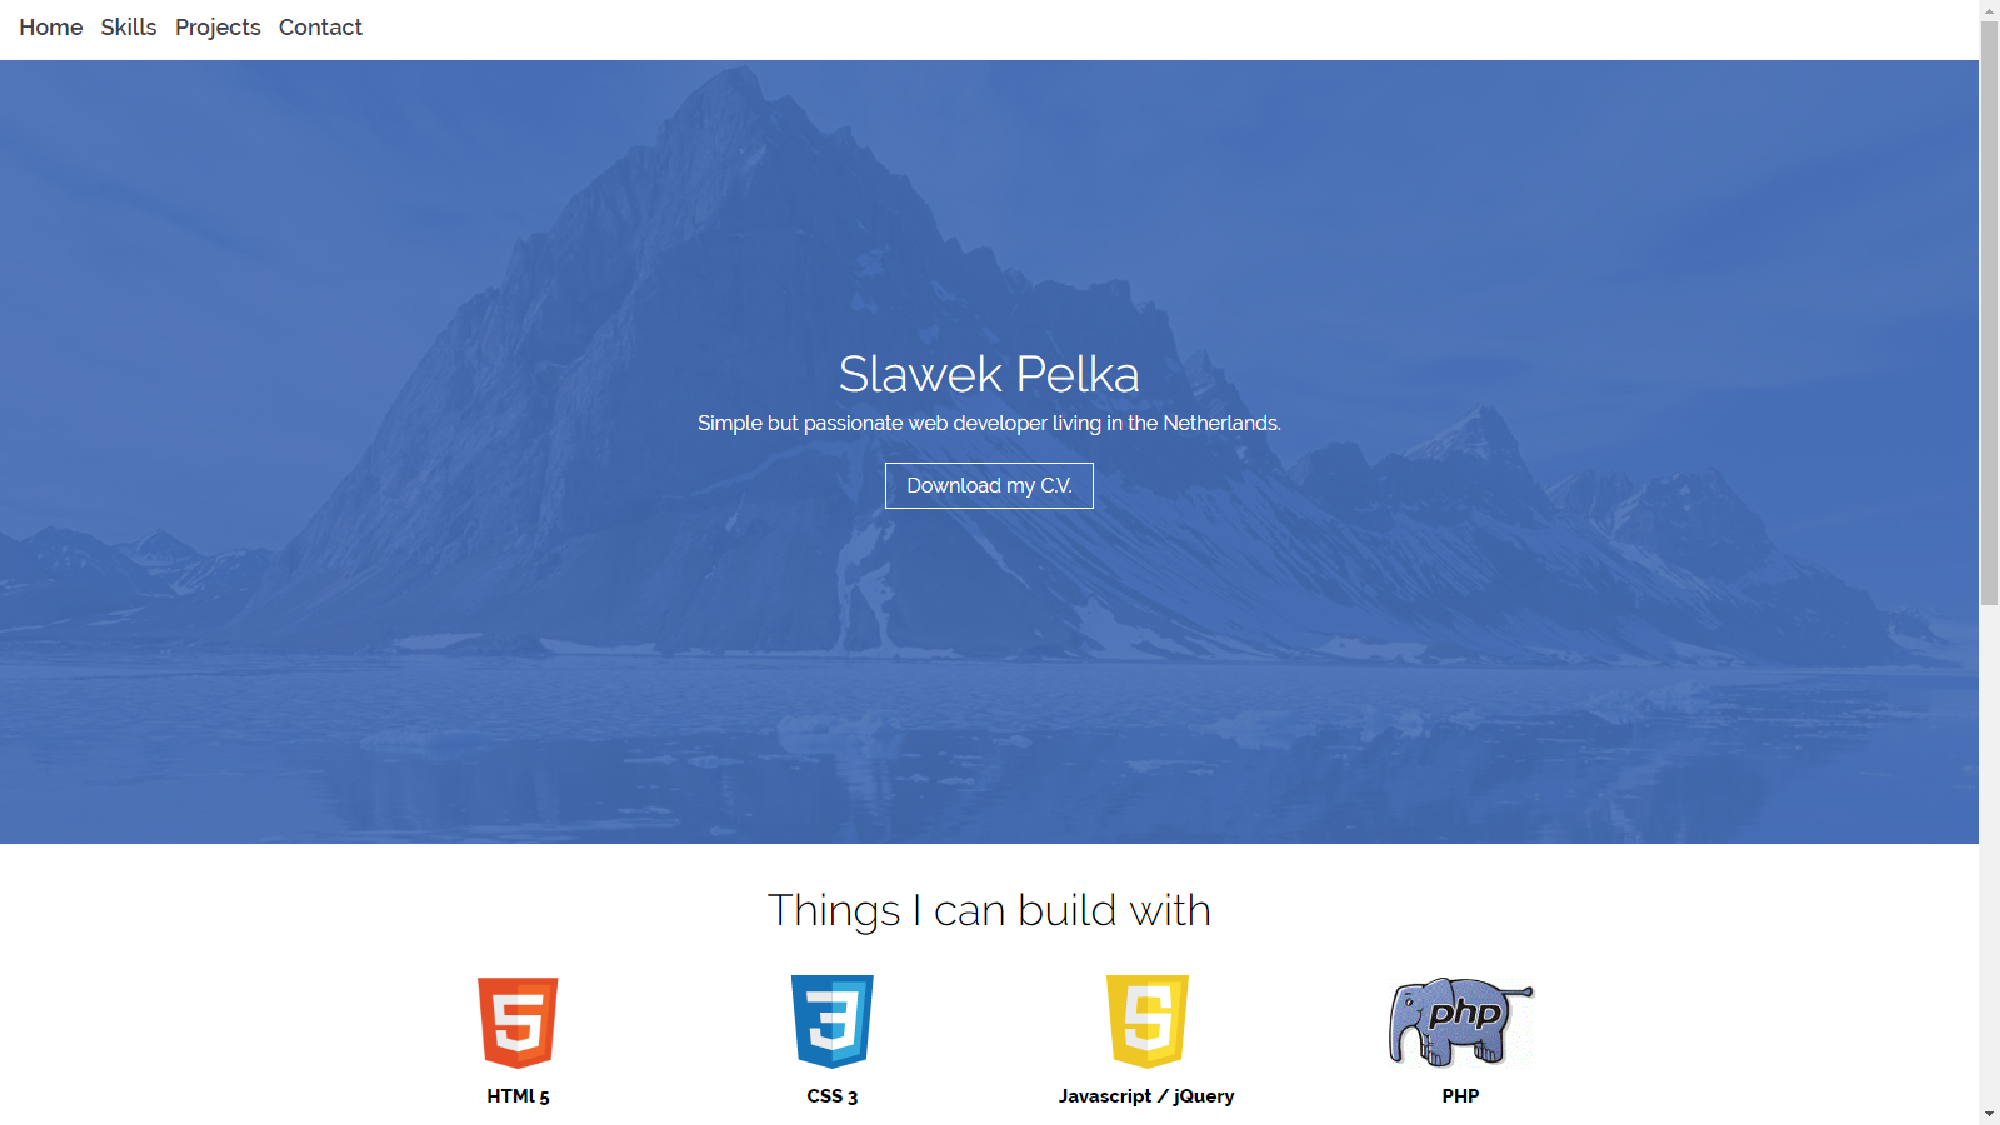 Home Skills Projects Contact
Slawek Pelka
Simple but passionate web developer living in the Netherlands.
Download my C.V.
Things I can build with
5 3 5 php
HTMl 5 CSS 3 Javascript / jQuery PHP